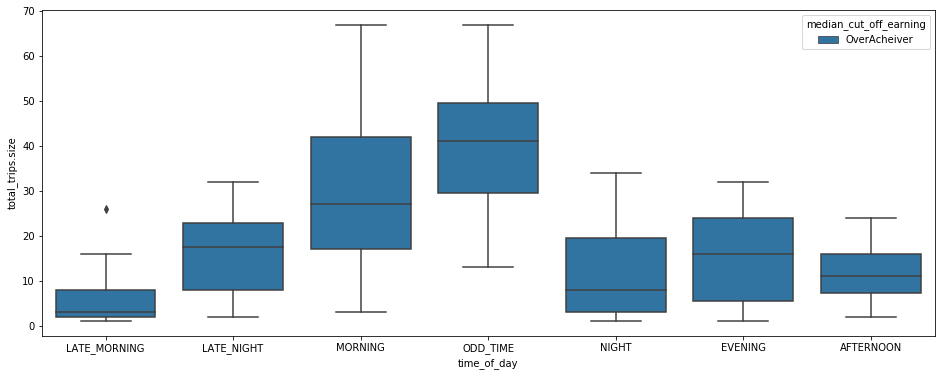 median_cut_off_earning
OverAcheiver
total_trips.size
70
60
50
40
30
20
10
0
LATE_MORNING LATE_NIGHT MORNING ODD_TIME NIGHT EVENING AFTERNOON
time_of_day